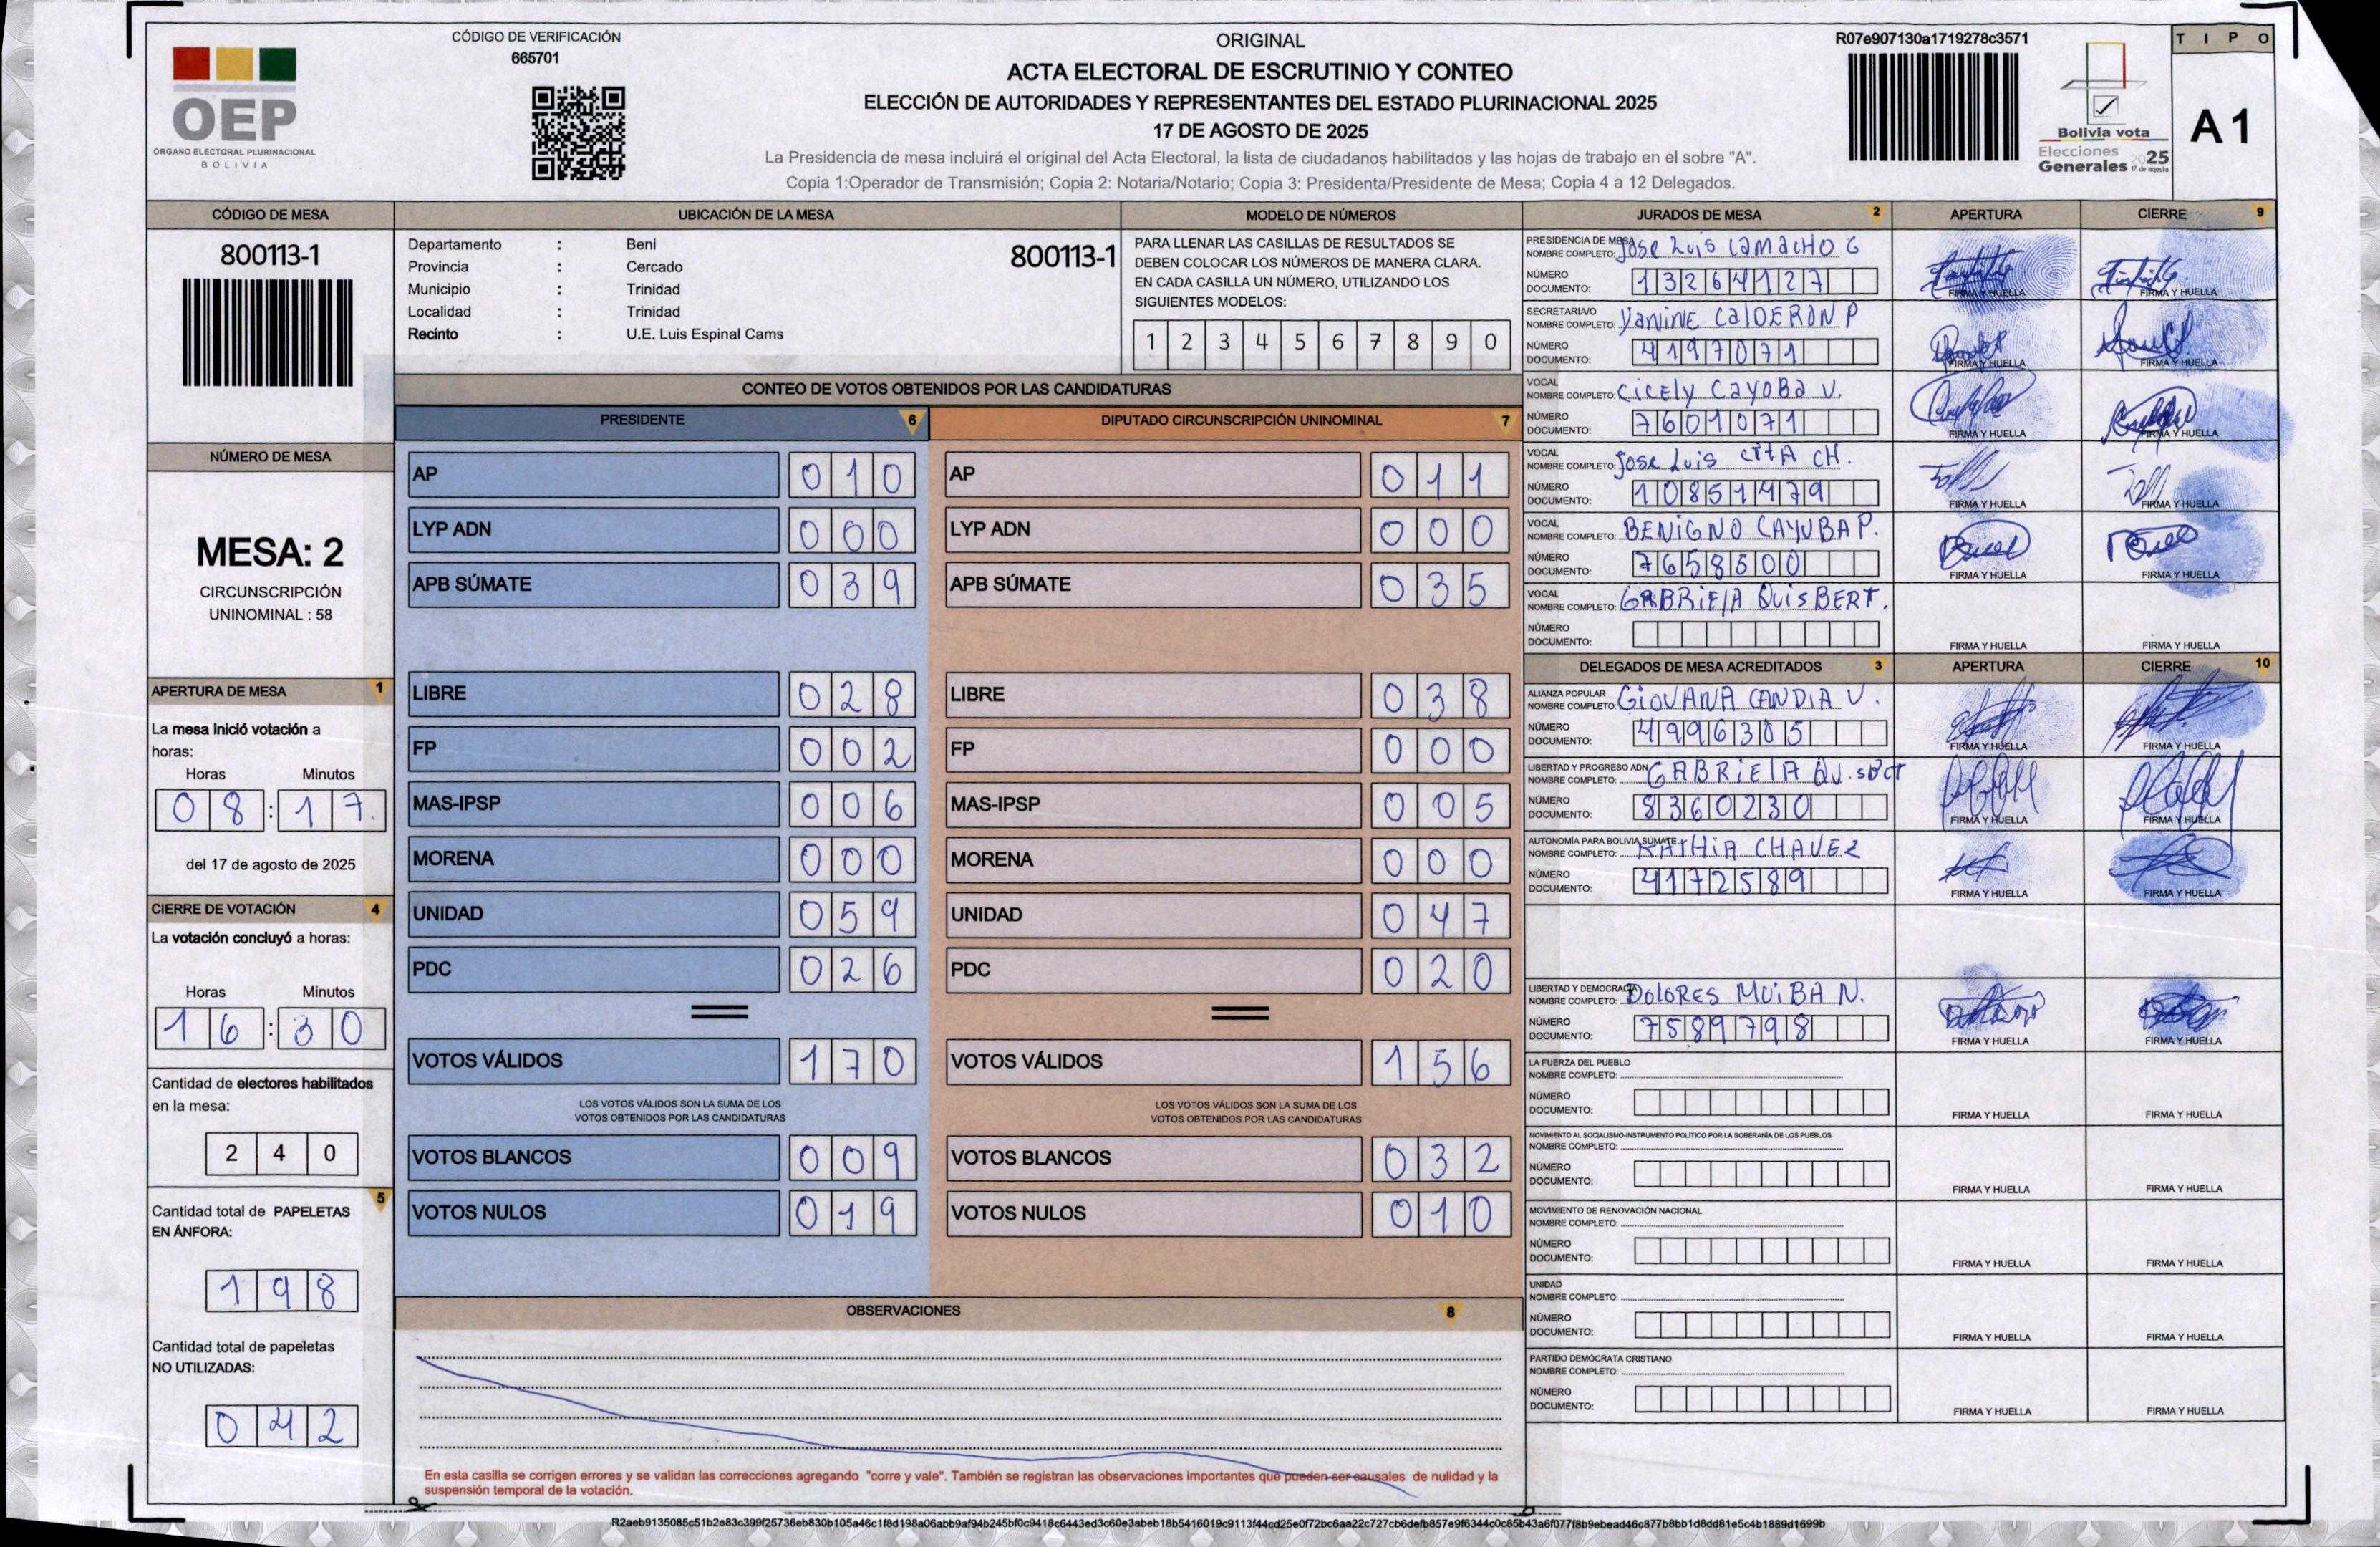 CÓDIGO DE VERIFICACIÓN
665701
OEP
ÓRGANO ELECTORAL PLURINACIONAL
BOLIVIA
ORIGINAL
ACTA ELECTORAL DE ESCRUTINIO Y CONTEO
ELECCIÓN DE AUTORIDADES Y REPRESENTANTES DEL ESTADO PLURINACIONAL 2025
17 DE AGOSTO DE 2025
La Presidencia de mesa incluirá el original del Acta Electoral, la lista de ciudadanos habilitados y las hojas de trabajo en el sobre "A".
Copia 1:Operador de Transmisión; Copia 2: Notaria/Notario; Copia 3: Presidenta/Presidente de Mesa; Copia 4 a 12 Delegados.
R07e907130a1719278c3571
Bolivia vota
Elecciones
Generales 2025
17 de agosto
TIPO
A1
CÓDIGO DE MESA
800113-1
NÚMERO DE MESA
MESA: 2
CIRCUNSCRIPCIÓN
UNINOMINAL : 58
APERTURA DE MESA 1
La mesa inició votación a
horas:
Horas Minutos
08:17
del 17 de agosto de 2025
CIERRE DE VOTACIÓN 4
La votación concluyó a horas:
Horas Minutos
16:30
Cantidad de electores habilitados
en la mesa:
240
5
Cantidad total de PAPELETAS
EN ÁNFORA:
198
Cantidad total de papeletas
NO UTILIZADAS:
042
UBICACIÓN DE LA MESA
Departamento : Beni
800113-1
Provincia : Cercado
Municipio : Trinidad
Localidad : Trinidad
Recinto : U.E. Luis Espinal Cams
MODELO DE NÚMEROS
PARA LLENAR LAS CASILLAS DE RESULTADOS SE
DEBEN COLOCAR LOS NÚMEROS DE MANERA CLARA.
EN CADA CASILLA UN NÚMERO, UTILIZANDO LOS
SIGUIENTES MODELOS:
1 2 3 4 5 6 7 8 9 0
CONTEO DE VOTOS OBTENIDOS POR LAS CANDIDATURAS
PRESIDENTE 6
AP 010
LYP ADN 000
APB SÚMATE 039
LIBRE 028
FP 002
MAS-IPSP 006
MORENA 000
UNIDAD 059
PDC 026
VOTOS VÁLIDOS 170
LOS VOTOS VÁLIDOS SON LA SUMA DE LOS
VOTOS OBTENIDOS POR LAS CANDIDATURAS
VOTOS BLANCOS 009
VOTOS NULOS 019
DIPUTADO CIRCUNSCRIPCIÓN UNINOMINAL 7
AP 011
LYP ADN 000
APB SÚMATE 035
LIBRE 038
FP 000
MAS-IPSP 005
MORENA 000
UNIDAD 047
PDC 020
VOTOS VÁLIDOS 156
LOS VOTOS VÁLIDOS SON LA SUMA DE LOS
VOTOS OBTENIDOS POR LAS CANDIDATURAS
VOTOS BLANCOS 032
VOTOS NULOS 010
OBSERVACIONES 8
En esta casilla se corrigen errores y se validan las correcciones agregando "corre y vale". También se registran las observaciones importantes que pueden ser causales de nulidad y la
suspensión temporal de la votación.
JURADOS DE MESA 2 APERTURA CIERRE 9
PRESIDENCIA DE MESA
NOMBRE COMPLETO: Jose Luis CamacHO G
NÚMERO
DOCUMENTO: 13264127
FIRMA Y HUELLA FIRMA Y HUELLA
SECRETARIA/O
NOMBRE COMPLETO: YaNiNE CalDERON P
NÚMERO
DOCUMENTO: 4197071
FIRMA Y HUELLA FIRMA Y HUELLA
VOCAL
NOMBRE COMPLETO: CicEly CayoBa V.
NÚMERO
DOCUMENTO: 7601071
FIRMA Y HUELLA FIRMA Y HUELLA
VOCAL
NOMBRE COMPLETO: Jose Luis CH.
NÚMERO
DOCUMENTO: 10851479
FIRMA Y HUELLA FIRMA Y HUELLA
VOCAL
NOMBRE COMPLETO: BENIGNO CAYUBA P.
NÚMERO
DOCUMENTO: 7658500
FIRMA Y HUELLA FIRMA Y HUELLA
VOCAL
NOMBRE COMPLETO: GABRiElA QUisBERT.
NÚMERO
DOCUMENTO:
FIRMA Y HUELLA FIRMA Y HUELLA
DELEGADOS DE MESA ACREDITADOS 3 APERTURA CIERRE 10
ALIANZA POPULAR
NOMBRE COMPLETO: GiOVANA CANDIA V.
NÚMERO
DOCUMENTO: 4996305
FIRMA Y HUELLA FIRMA Y HUELLA
LIBERTAD Y PROGRESO ADN
NOMBRE COMPLETO: GABRiElA
NÚMERO
DOCUMENTO: 8360230
FIRMA Y HUELLA FIRMA Y HUELLA
AUTONOMÍA PARA BOLIVIA SÚMATE
NOMBRE COMPLETO: KATHiA CHAVEZ
NÚMERO
DOCUMENTO: 4172589
FIRMA Y HUELLA FIRMA Y HUELLA
LIBERTAD Y DEMOCRACIA
NOMBRE COMPLETO: DOloRES MUiBA N.
NÚMERO
DOCUMENTO: 7589798
FIRMA Y HUELLA FIRMA Y HUELLA
LA FUERZA DEL PUEBLO
NOMBRE COMPLETO:
NÚMERO
DOCUMENTO:
FIRMA Y HUELLA FIRMA Y HUELLA
MOVIMIENTO AL SOCIALISMO-INSTRUMENTO POLÍTICO POR LA SOBERANÍA DE LOS PUEBLOS
NOMBRE COMPLETO:
NÚMERO
DOCUMENTO:
FIRMA Y HUELLA FIRMA Y HUELLA
MOVIMIENTO DE RENOVACIÓN NACIONAL
NOMBRE COMPLETO:
NÚMERO
DOCUMENTO:
FIRMA Y HUELLA FIRMA Y HUELLA
UNIDAD
NOMBRE COMPLETO:
NÚMERO
DOCUMENTO:
FIRMA Y HUELLA FIRMA Y HUELLA
PARTIDO DEMÓCRATA CRISTIANO
NOMBRE COMPLETO:
NÚMERO
DOCUMENTO:
FIRMA Y HUELLA FIRMA Y HUELLA